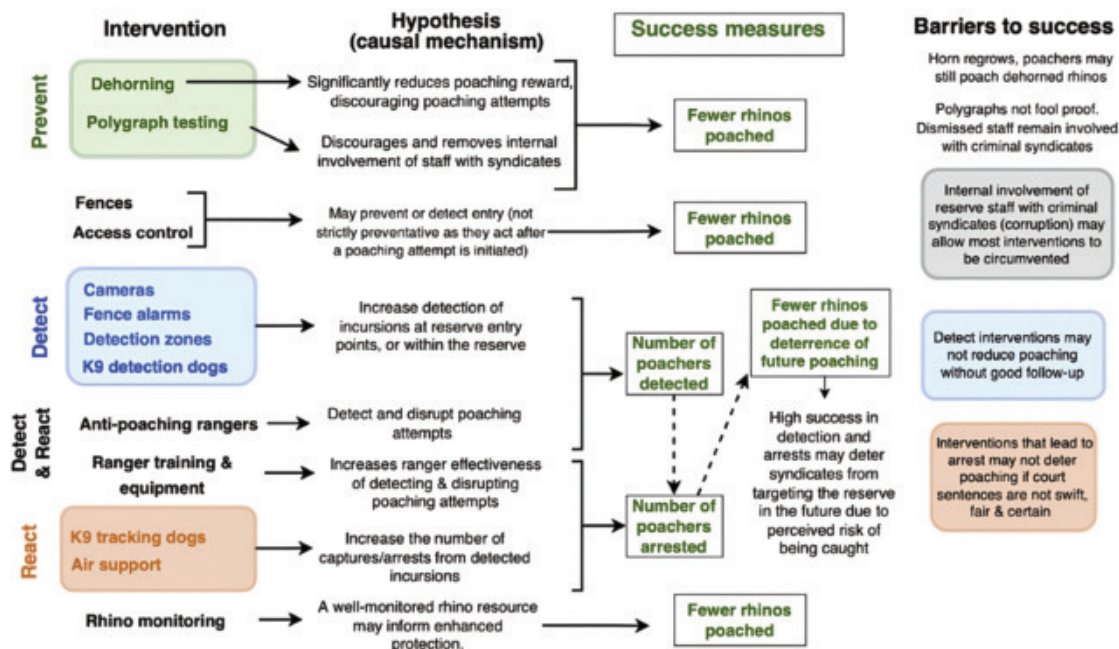 Intervention
Hypothesis
(causal mechanism)
Success measures
Barriers to success
Prevent
Dehorning
Polygraph testing
Significantly reduces poaching reward,
discouraging poaching attempts
Discourages and removes internal
involvement of staff with syndicates
Fewer rhinos
poached
Horn regrows, poachers may
still poach dehorned rhinos
Polygraphs not fool proof.
Dismissed staff remain involved
with criminal syndicates
Fences
Access control
May prevent or detect entry (not
strictly preventative as they act after
a poaching attempt is initiated)
Fewer rhinos
poached
Internal involvement of
reserve staff with criminal
syndicates (corruption) may
allow most interventions to
be circumvented
Detect
Cameras
Fence alarms
Detection zones
K9 detection dogs
Increase detection of
incursions at reserve entry
points, or within the reserve
Number of
poachers
detected
Fewer rhinos
poached due to
deterrence of
future poaching
Detect interventions may
not reduce poaching
without good follow-up
Detect
& React
Anti-poaching rangers
Detect and disrupt poaching
attempts
Ranger training &
equipment
Increases ranger effectiveness
of detecting & disrupting
poaching attempts
High success in
detection and
arrests may deter
syndicates from
targeting the reserve
in the future due to
perceived risk of
being caught
Interventions that lead to
arrest may not deter
poaching if court
sentences are not swift,
fair & certain
React
K9 tracking dogs
Air support
Increase the number of
captures/arrests from detected
incursions
Number of
poachers
arrested
Rhino monitoring
A well-monitored rhino resource
may inform enhanced
protection.
Fewer rhinos
poached